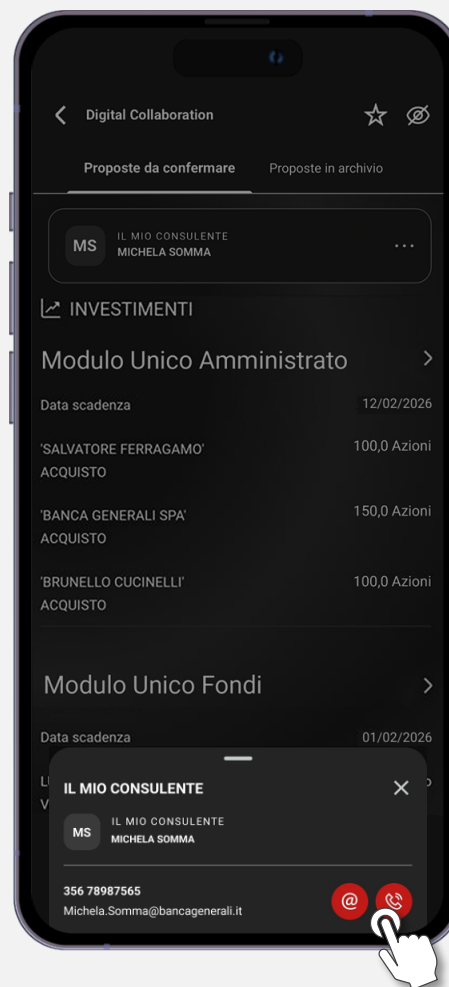 Digital Collaboration
Proposte da confermare Proposte in archivio
MS
IL MIO CONSULENTE
MICHELA SOMMA
INVESTIMENTI
Modulo Unico Amministrato
Data scadenza 12/02/2026
'SALVATORE FERRAGAMO' 100,0 Azioni
ACQUISTO
'BANCA GENERALI SPA' 150,0 Azioni
ACQUISTO
'BRUNELLO CUCINELLI' 100,0 Azioni
ACQUISTO
Modulo Unico Fondi
Data scadenza 01/02/2026
IL MIO CONSULENTE
MS
IL MIO CONSULENTE
MICHELA SOMMA
356 78987565
Michela.Somma@bancagenerali.it @